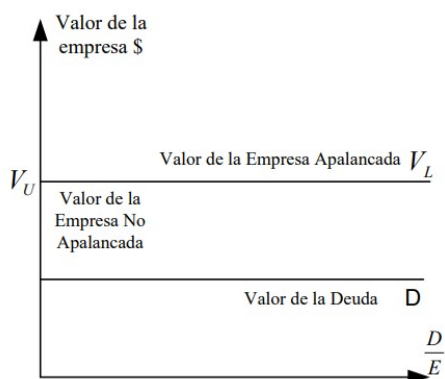 Valor de la
empresa $
Valor de la Empresa Apalancada V_L
V_U
Valor de la
Empresa No
Apalancada
Valor de la Deuda D
D
E